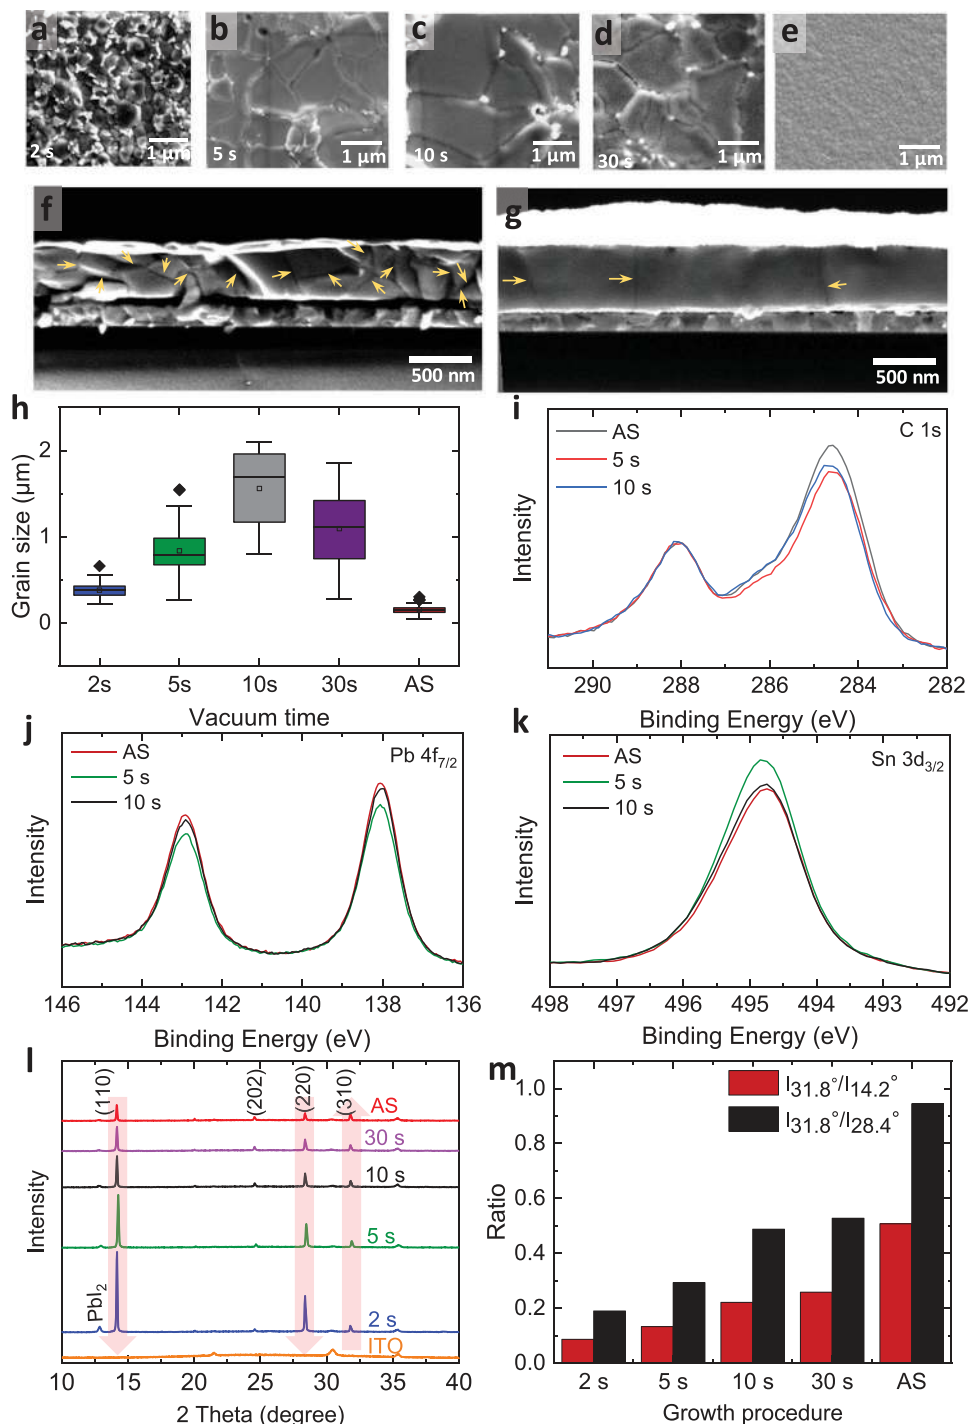 a
b
c
d
e
2 s
1 µm
5 s
1 µm
10 s
1 µm
30 s
1 µm
1 µm
f
g
500 nm
500 nm
h
Grain size (µm)
2
1
0
2s
5s
10s
30s
AS
Vacuum time
i
AS
5 s
10 s
C 1s
Intensity
290
288
286
284
282
Binding Energy (eV)
j
AS
5 s
10 s
Pb 4f7/2
Intensity
146
144
142
140
138
136
Binding Energy (eV)
k
AS
5 s
10 s
Sn 3d3/2
Intensity
498
497
496
495
494
493
492
Binding Energy (eV)
l
(110)
(202)
(220)
(310)
AS
30 s
10 s
5 s
PbI2
2 s
ITO
Intensity
10
15
20
25
30
35
40
2 Theta (degree)
m
I31.8°/I14.2°
I31.8°/I28.4°
Ratio
1.0
0.8
0.6
0.4
0.2
0.0
2 s
5 s
10 s
30 s
AS
Growth procedure